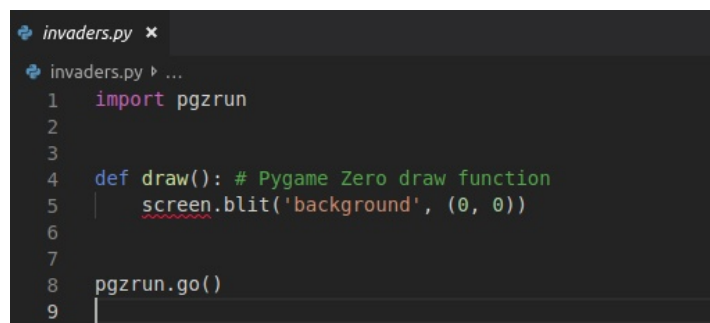 invaders.py ×
invaders.py ▸ ...
1 import pgzrun
2
3
4 def draw(): # Pygame Zero draw function
5     screen.blit('background', (0, 0))
6
7
8 pgzrun.go()
9